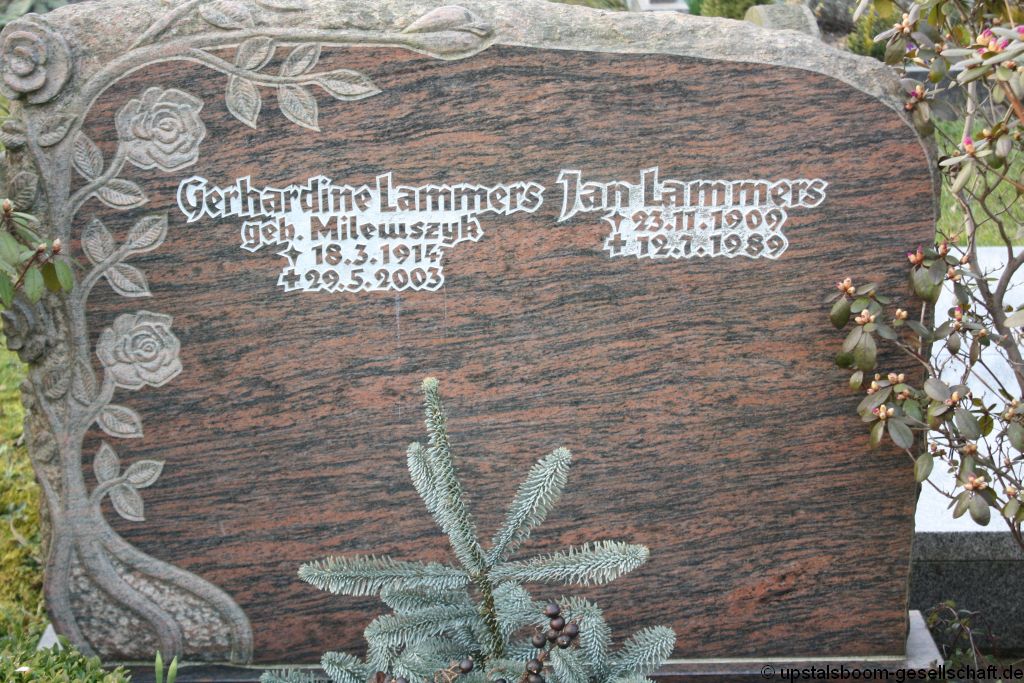 Gerhardine Lammers
geb. Milewszyk
* 18.3.1914
✝ 29.5.2003
Jan Lammers
* 23.11.1909
✝ 12.7.1989
© upstalsboom-gesellschaft.de